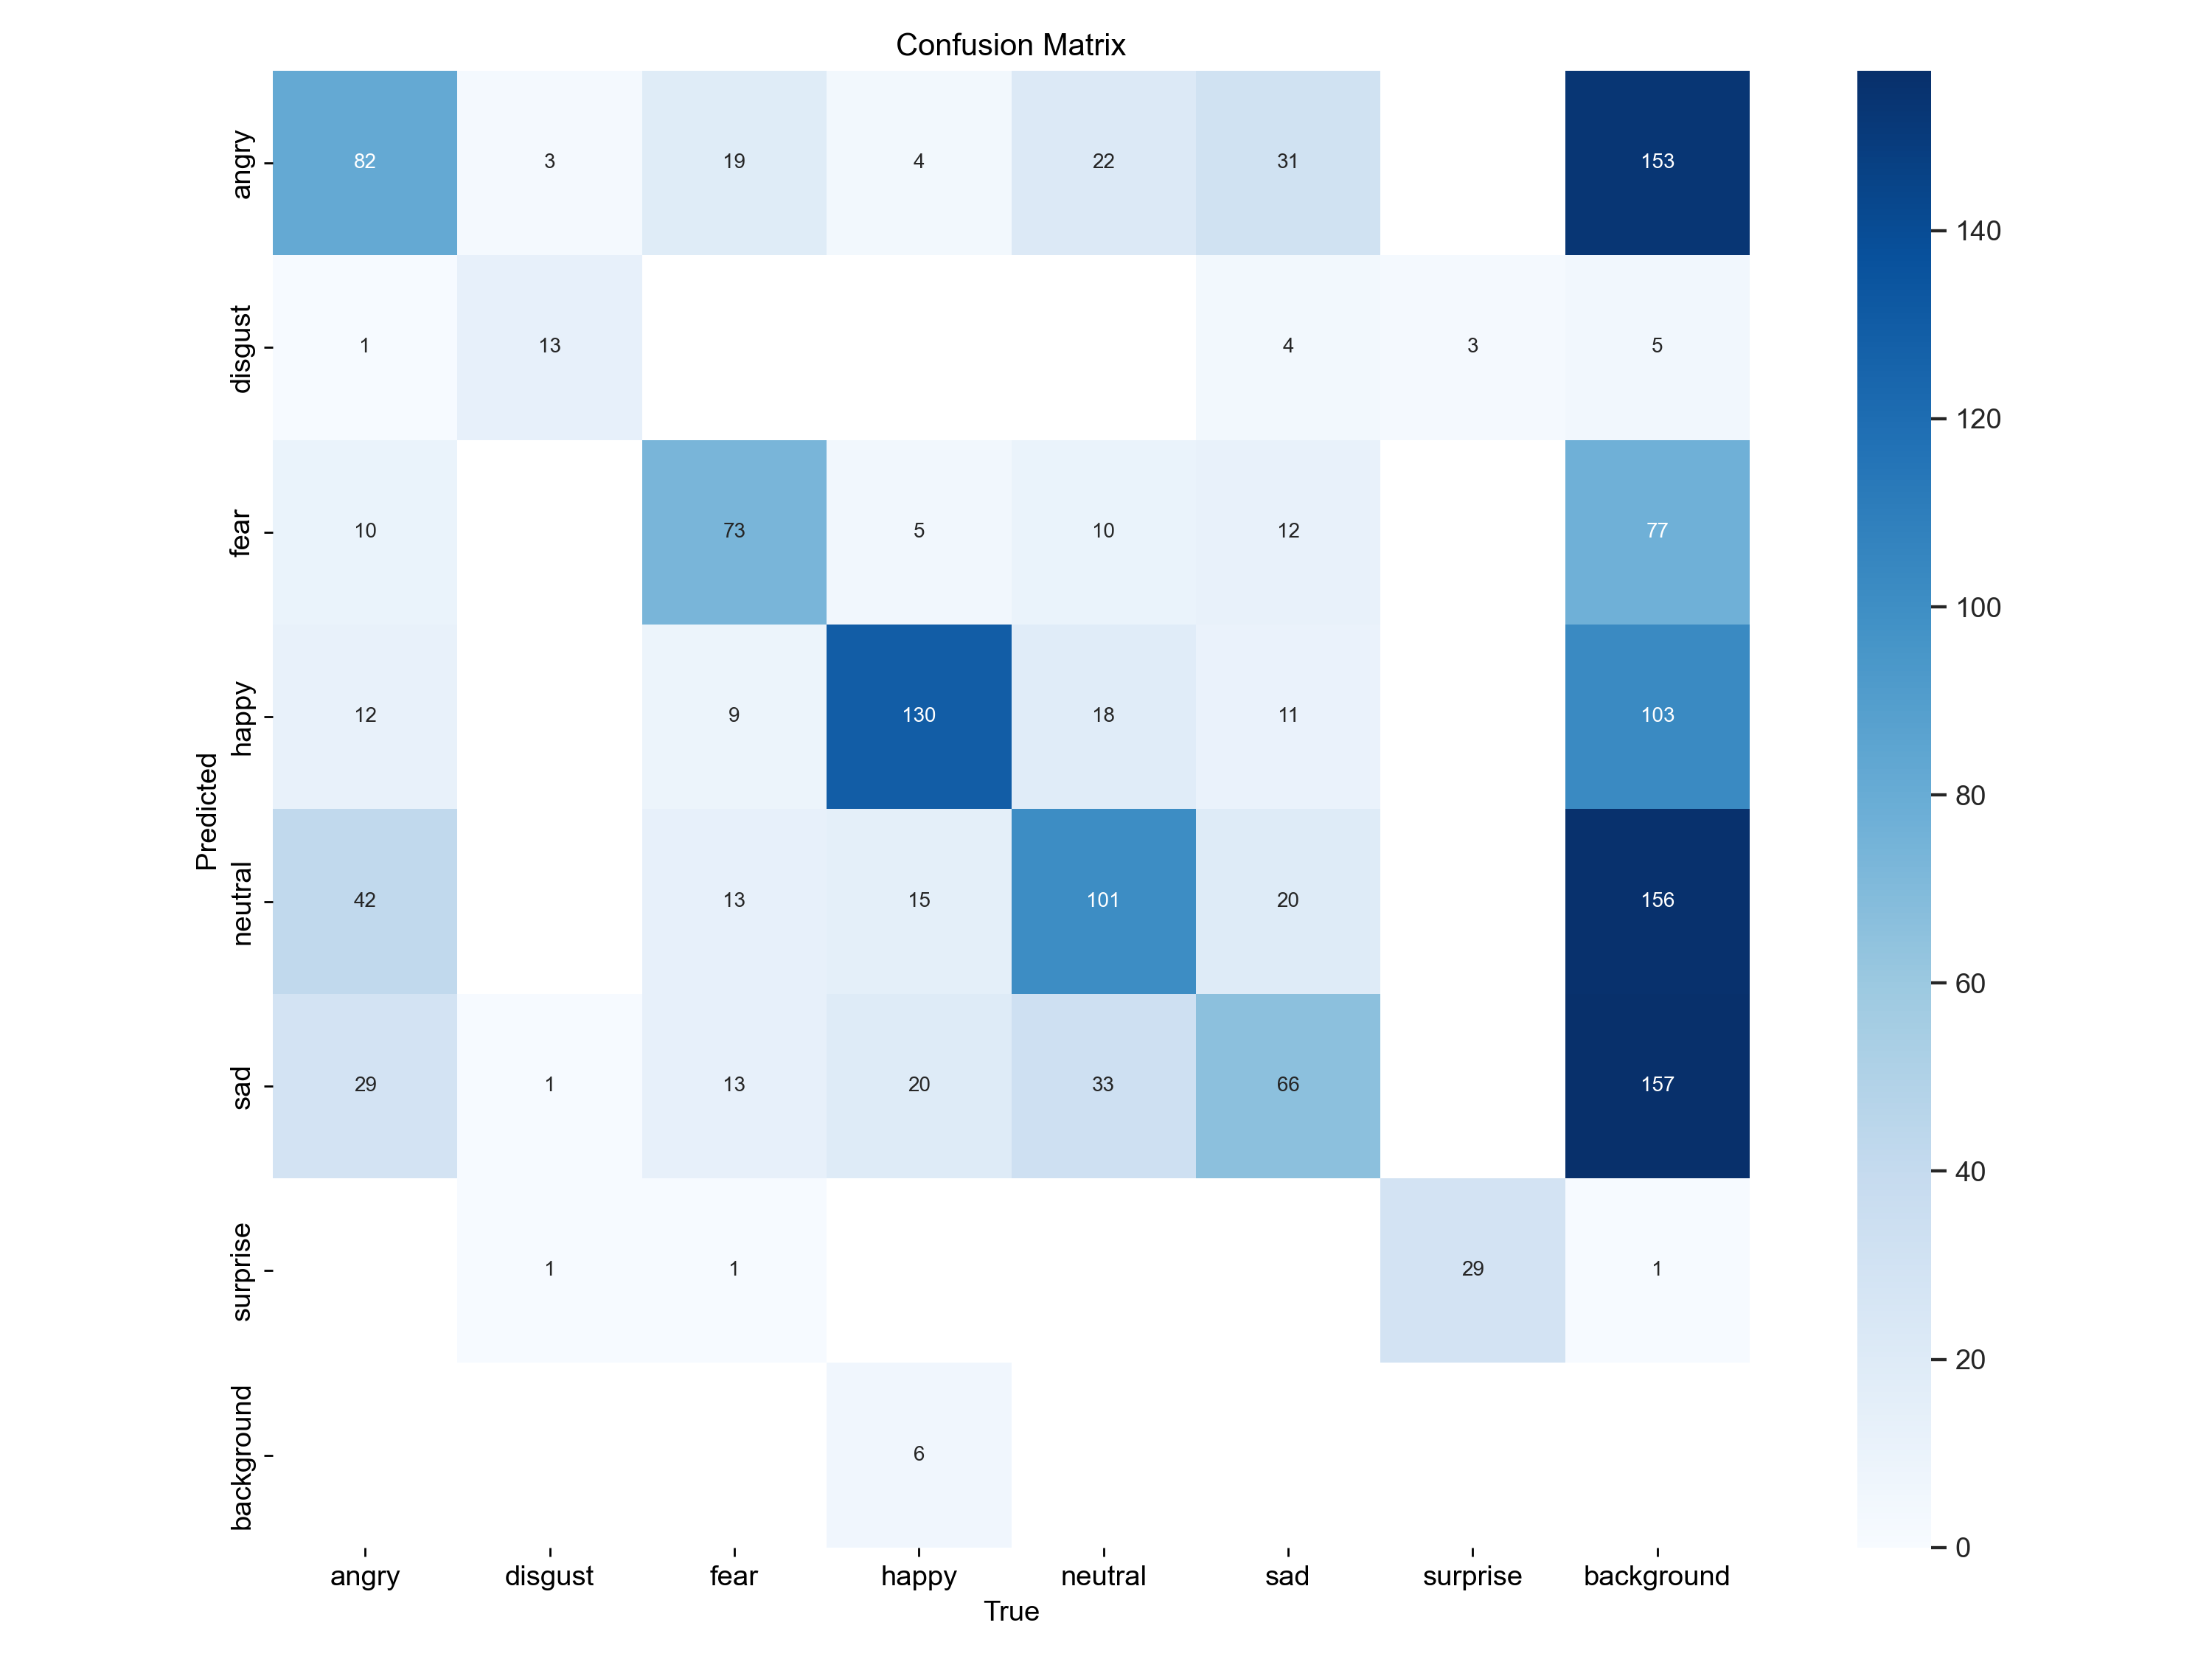 Confusion Matrix
angry 82 3 19 4 22 31 153
disgust 1 13 4 3 5
fear 10 73 5 10 12 77
happy 12 9 130 18 11 103
neutral 42 13 15 101 20 156
sad 29 1 13 20 33 66 157
surprise 1 1 29 1
background 6
Predicted
angry disgust fear happy neutral sad surprise background
True
140
120
100
80
60
40
20
0